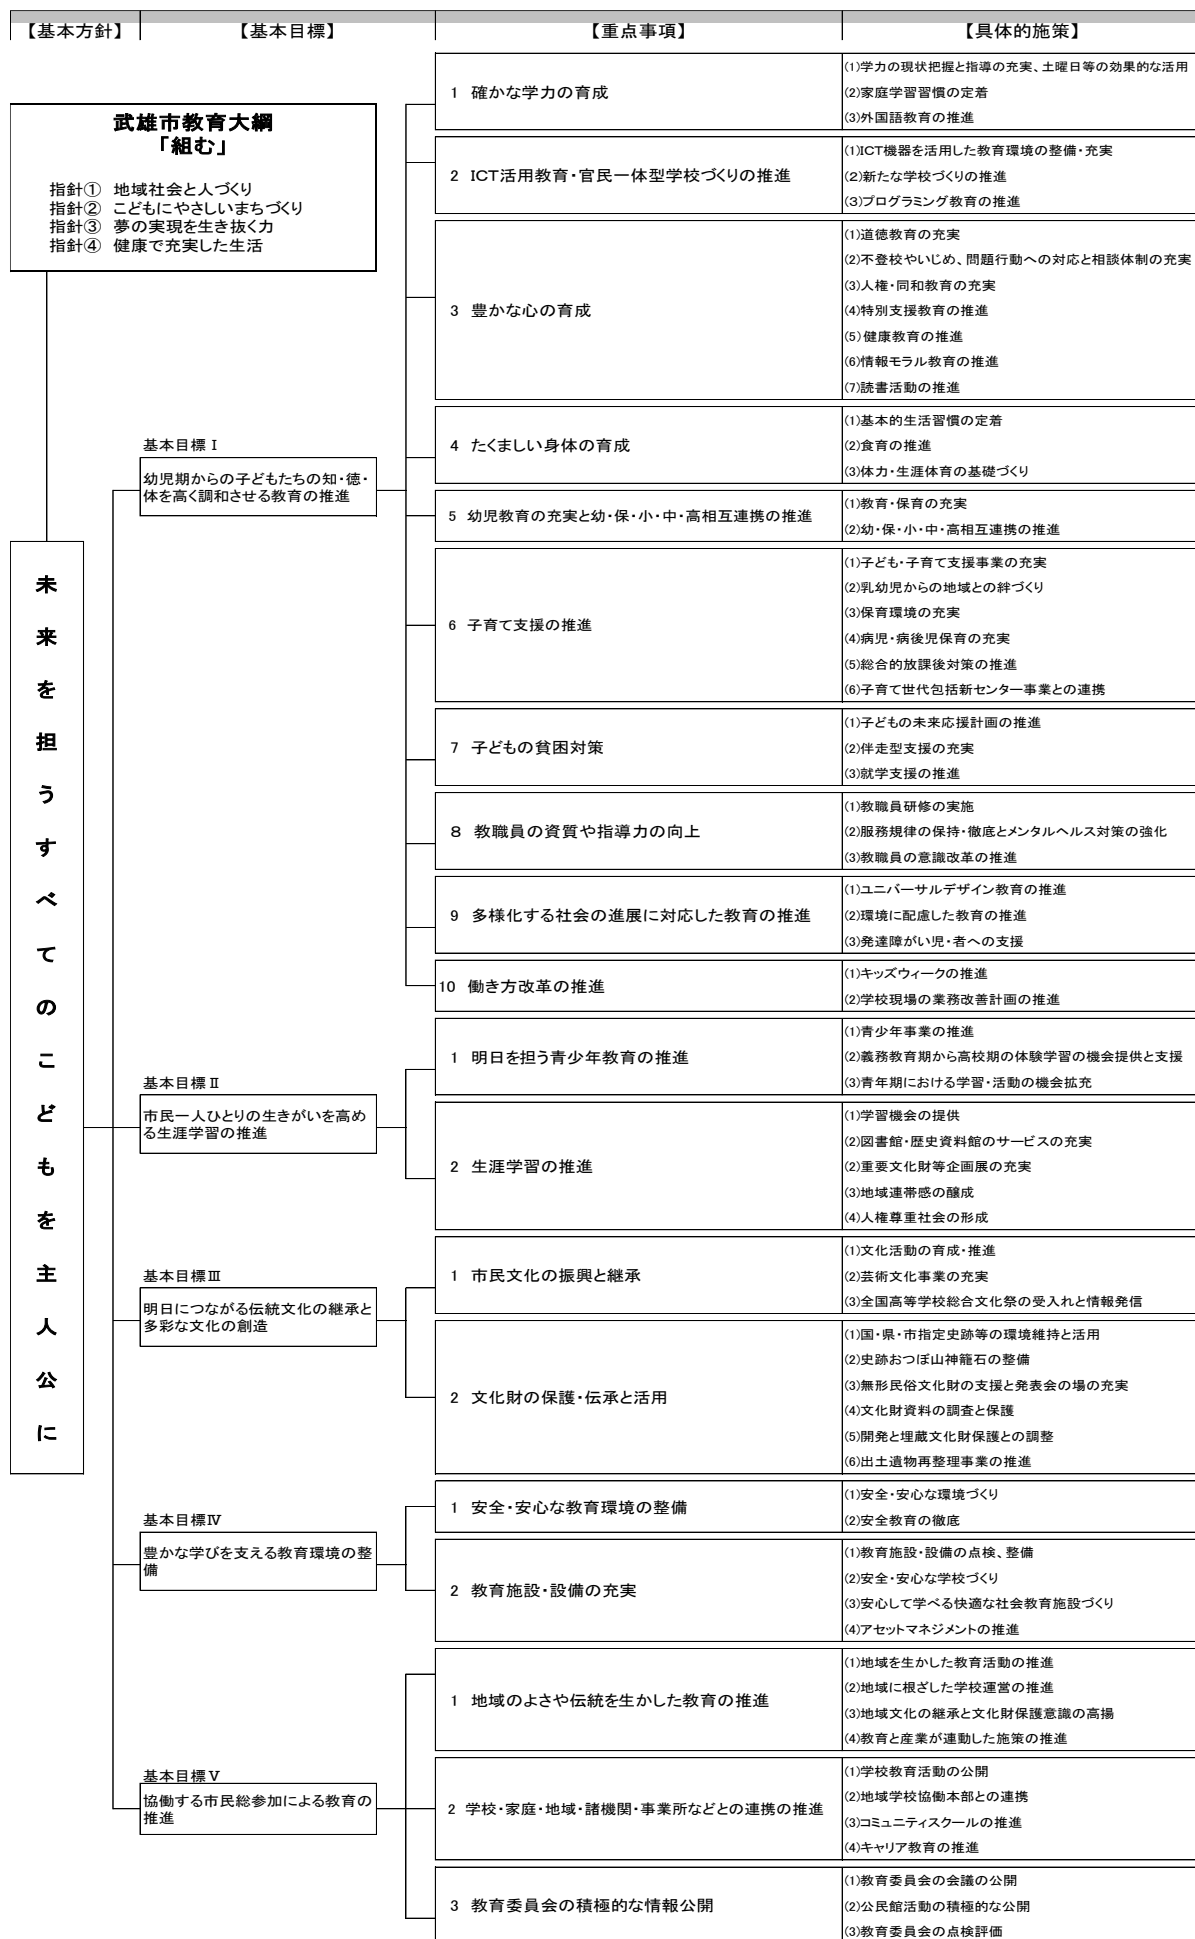 【基本方針】
【基本目標】
【重点事項】
【具体的施策】
武雄市教育大綱
「組む」
指針① 地域社会と人づくり
指針② こどもにやさしいまちづくり
指針③ 夢の実現を生き抜く力
指針④ 健康で充実した生活
未来を担うすべてのこどもを主人公に
基本目標Ⅰ
幼児期からの子どもたちの知・徳・
体を高く調和させる教育の推進
1 確かな学力の育成
(1)学力の現状把握と指導の充実、土曜日等の効果的な活用
(2)家庭学習習慣の定着
(3)外国語教育の推進
2 ICT活用教育・官民一体型学校づくりの推進
(1)ICT機器を活用した教育環境の整備・充実
(2)新たな学校づくりの推進
(3)プログラミング教育の推進
3 豊かな心の育成
(1)道徳教育の充実
(2)不登校やいじめ、問題行動への対応と相談体制の充実
(3)人権・同和教育の充実
(4)特別支援教育の推進
(5)健康教育の推進
(6)情報モラル教育の推進
(7)読書活動の推進
4 たくましい身体の育成
(1)基本的生活習慣の定着
(2)食育の推進
(3)体力・生涯体育の基礎づくり
5 幼児教育の充実と幼・保・小・中・高相互連携の推進
(1)教育・保育の充実
(2)幼・保・小・中・高相互連携の推進
6 子育て支援の推進
(1)子ども・子育て支援事業の充実
(2)乳幼児からの地域との絆づくり
(3)保育環境の充実
(4)病児・病後児保育の充実
(5)総合的放課後対策の推進
(6)子育て世代包括新センター事業との連携
7 子どもの貧困対策
(1)子どもの未来応援計画の推進
(2)伴走型支援の充実
(3)就学支援の推進
8 教職員の資質や指導力の向上
(1)教職員研修の実施
(2)服務規律の保持・徹底とメンタルヘルス対策の強化
(3)教職員の意識改革の推進
9 多様化する社会の進展に対応した教育の推進
(1)ユニバーサルデザイン教育の推進
(2)環境に配慮した教育の推進
(3)発達障がい児・者への支援
10 働き方改革の推進
(1)キッズウィークの推進
(2)学校現場の業務改善計画の推進
基本目標Ⅱ
市民一人ひとりの生きがいを高め
る生涯学習の推進
1 明日を担う青少年教育の推進
(1)青少年事業の推進
(2)義務教育期から高校期の体験学習の機会提供と支援
(3)青年期における学習・活動の機会拡充
2 生涯学習の推進
(1)学習機会の提供
(2)図書館・歴史資料館のサービスの充実
(2)重要文化財等企画展の充実
(3)地域連帯感の醸成
(4)人権尊重社会の形成
基本目標Ⅲ
明日につながる伝統文化の継承と
多彩な文化の創造
1 市民文化の振興と継承
(1)文化活動の育成・推進
(2)芸術文化事業の充実
(3)全国高等学校総合文化祭の受入れと情報発信
2 文化財の保護・伝承と活用
(1)国・県・市指定史跡等の環境維持と活用
(2)史跡おつぼ山神籠石の整備
(3)無形民俗文化財の支援と発表会の場の充実
(4)文化財資料の調査と保護
(5)開発と埋蔵文化財保護との調整
(6)出土遺物再整理事業の推進
基本目標Ⅳ
豊かな学びを支える教育環境の整
備
1 安全・安心な教育環境の整備
(1)安全・安心な環境づくり
(2)安全教育の徹底
2 教育施設・設備の充実
(1)教育施設・設備の点検、整備
(2)安全・安心な学校づくり
(3)安心して学べる快適な社会教育施設づくり
(4)アセットマネジメントの推進
基本目標Ⅴ
協働する市民総参加による教育の
推進
1 地域のよさや伝統を生かした教育の推進
(1)地域を生かした教育活動の推進
(2)地域に根ざした学校運営の推進
(3)地域文化の継承と文化財保護意識の高揚
(4)教育と産業が連動した施策の推進
2 学校・家庭・地域・諸機関・事業所などとの連携の推進
(1)学校教育活動の公開
(2)地域学校協働本部との連携
(3)コミュニティスクールの推進
(4)キャリア教育の推進
3 教育委員会の積極的な情報公開
(1)教育委員会の会議の公開
(2)公民館活動の積極的な公開
(3)教育委員会の点検評価